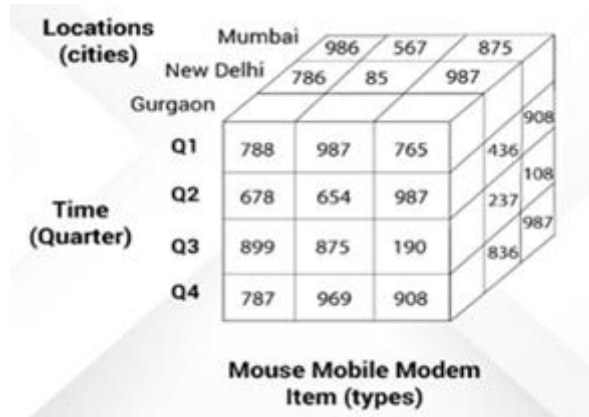 Locations
(cities)
Mumbai
New Delhi
Gurgaon
986 567 875
786 85 987
Q1 788 987 765
Q2 678 654 987
Q3 899 875 190
Q4 787 969 908
436 908
237 108
836 987
Time
(Quarter)
Mouse Mobile Modem
Item (types)